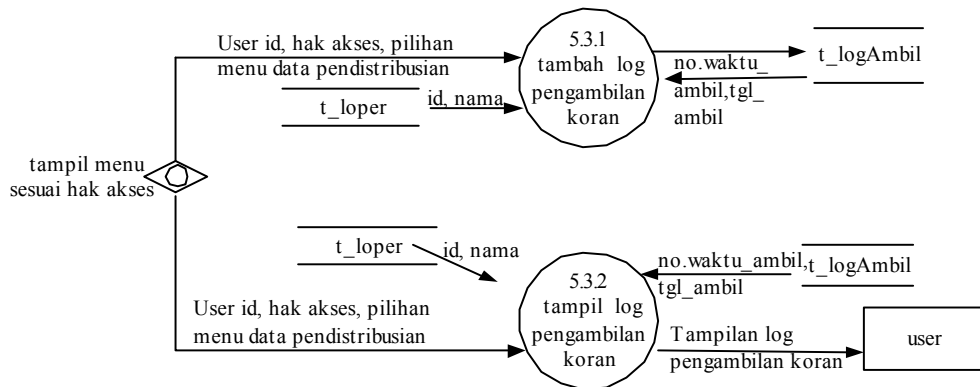 User id, hak akses, pilihan
menu data pendistribusian
5.3.1
tambah log
pengambilan
koran
t_logAmbil
no.waktu_
ambil,tgl_
ambil
t_loper
id, nama
tampil menu
sesuai hak akses
t_loper
id, nama
User id, hak akses, pilihan
menu data pendistribusian
5.3.2
tampil log
pengambilan
koran
no.waktu_ambil,
tgl_ambil
t_logAmbil
Tampilan log
pengambilan koran
user